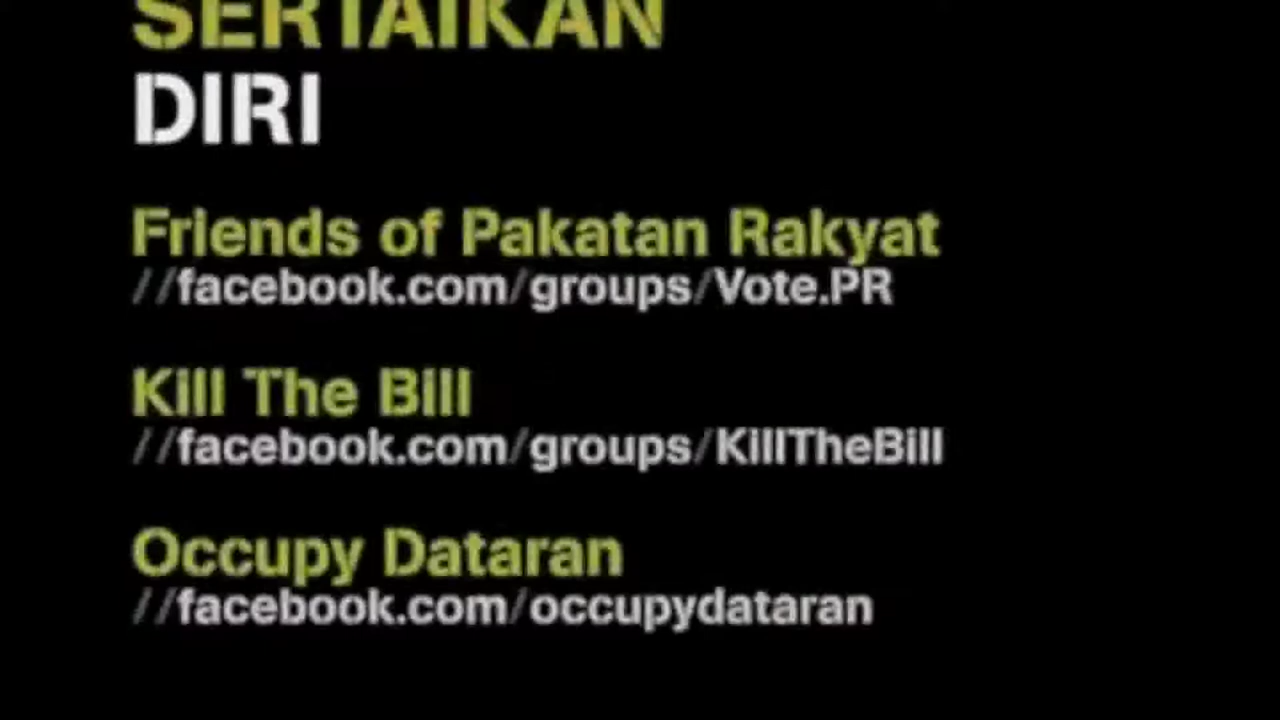 SERTAIKAN
DIRI
Friends of Pakatan Rakyat
//facebook.com/groups/Vote.PR
Kill The Bill
//facebook.com/groups/KillTheBill
Occupy Dataran
//facebook.com/occupydataran